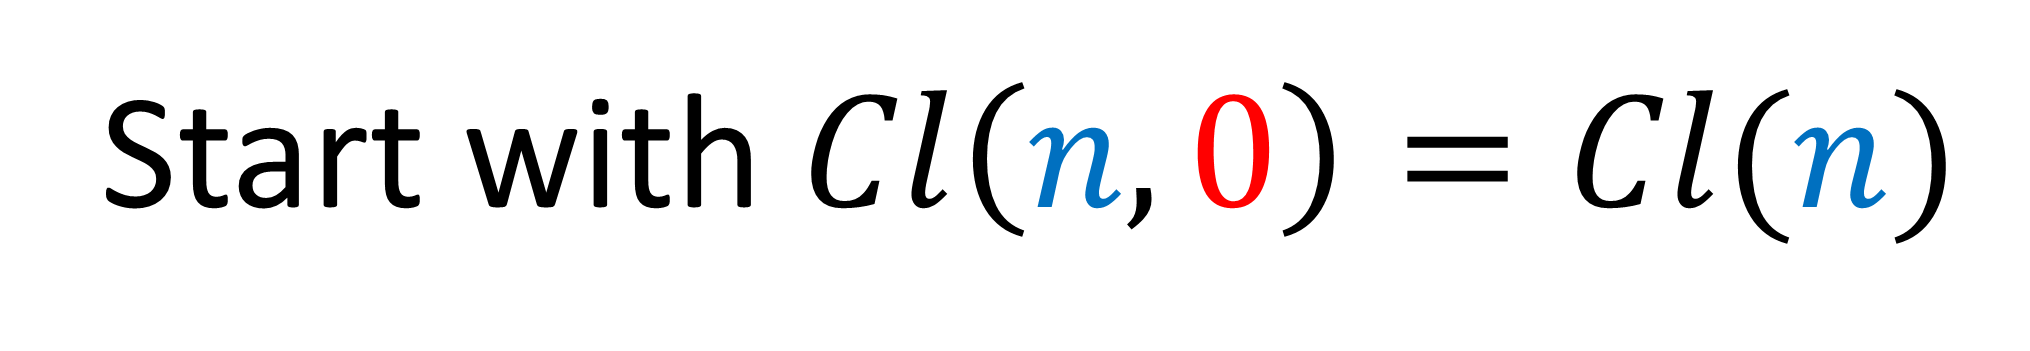 Start with Cl(n, 0) = Cl(n)